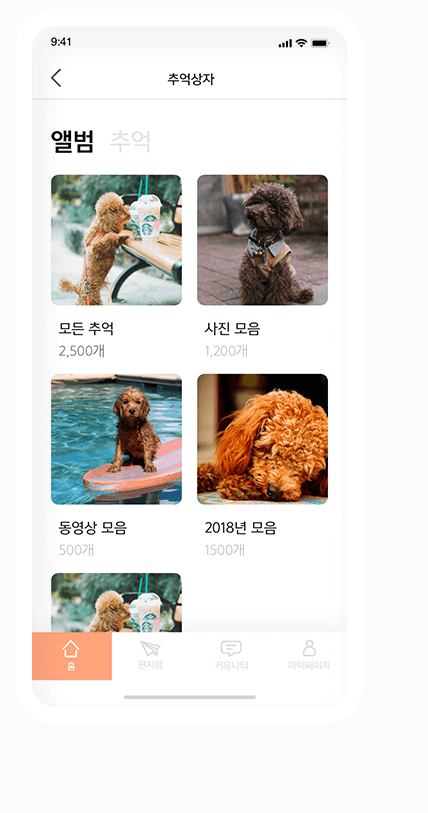 9:41
추억상자
앨범 추억
모든 추억
2,500개
사진 모음
1,200개
동영상 모음
500개
2018년 모음
1500개
홈
편지함
커뮤니티
마이페이지